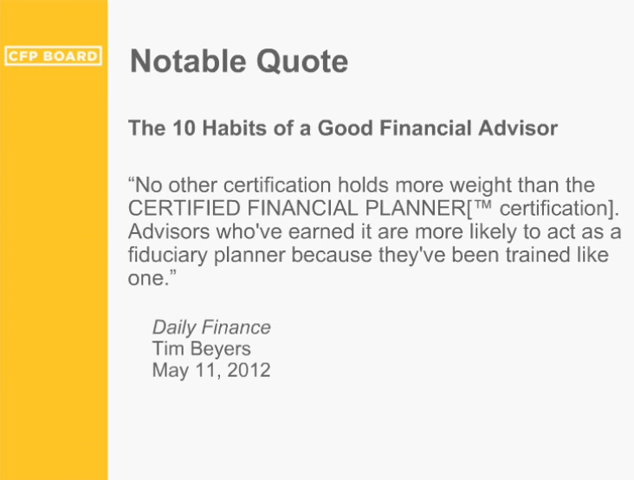 CFP BOARD
Notable Quote
The 10 Habits of a Good Financial Advisor
“No other certification holds more weight than the
CERTIFIED FINANCIAL PLANNER[™ certification].
Advisors who've earned it are more likely to act as a
fiduciary planner because they've been trained like
one.”
Daily Finance
Tim Beyers
May 11, 2012